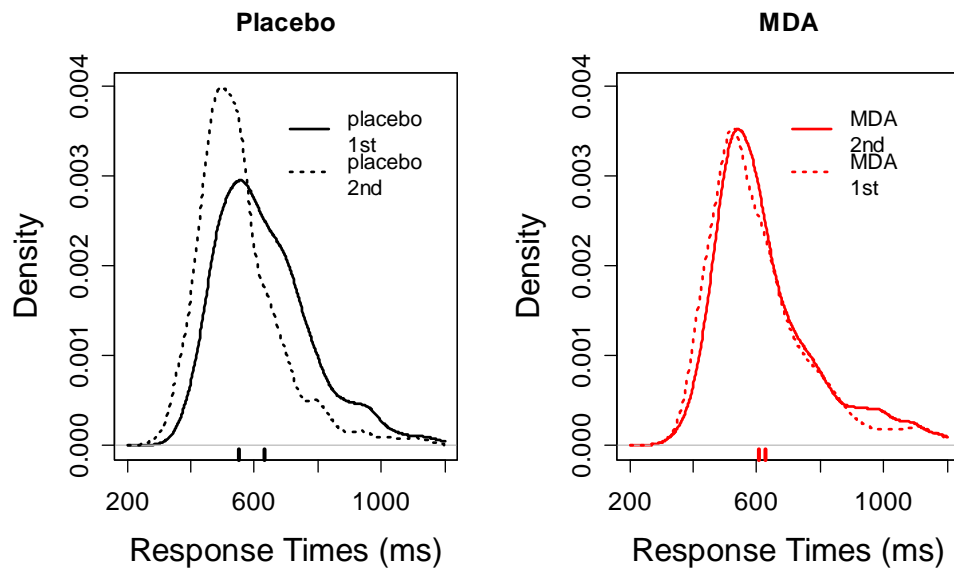 Placebo
Density
0.000 0.001 0.002 0.003 0.004
placebo
1st
placebo
2nd
200 600 1000
Response Times (ms)
MDA
Density
0.000 0.001 0.002 0.003 0.004
MDA
2nd
MDA
1st
200 600 1000
Response Times (ms)